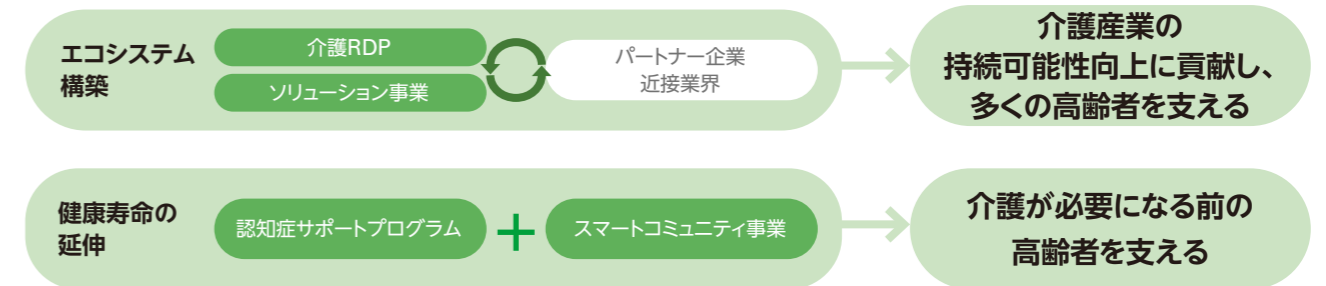 エコシステム
構築
介護RDP
ソリューション事業
パートナー企業
近接業界
介護産業の
持続可能性向上に貢献し、
多くの高齢者を支える
健康寿命の
延伸
認知症サポートプログラム
+
スマートコミュニティ事業
介護が必要になる前の
高齢者を支える